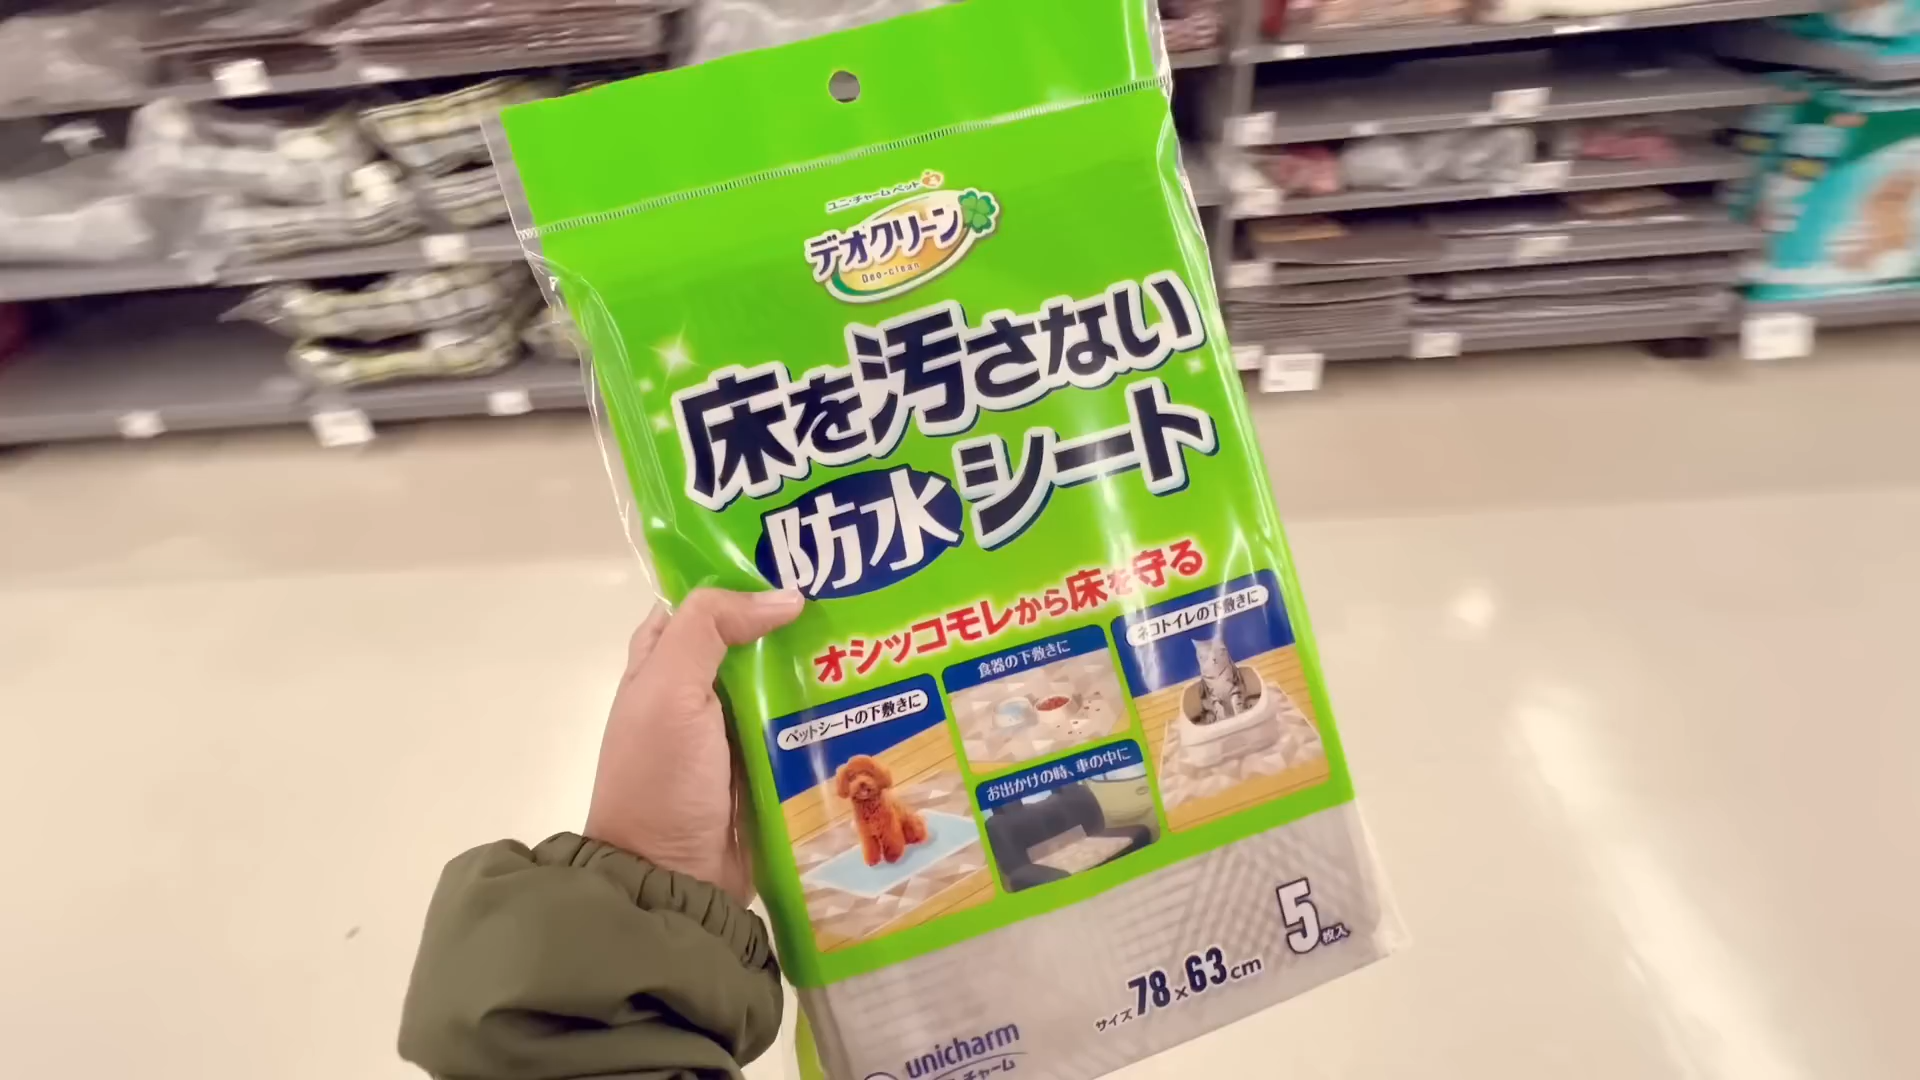 ユニ・チャーム ペット
デオクリーン
Deo-clean
床を汚さない
防水シート
オシッコモレから床を守る
ペットシートの下敷きに
食器の下敷きに
お出かけの時、車の中に
ネコトイレの下敷きに
5枚入
サイズ78×63cm
unicharm
チャーム